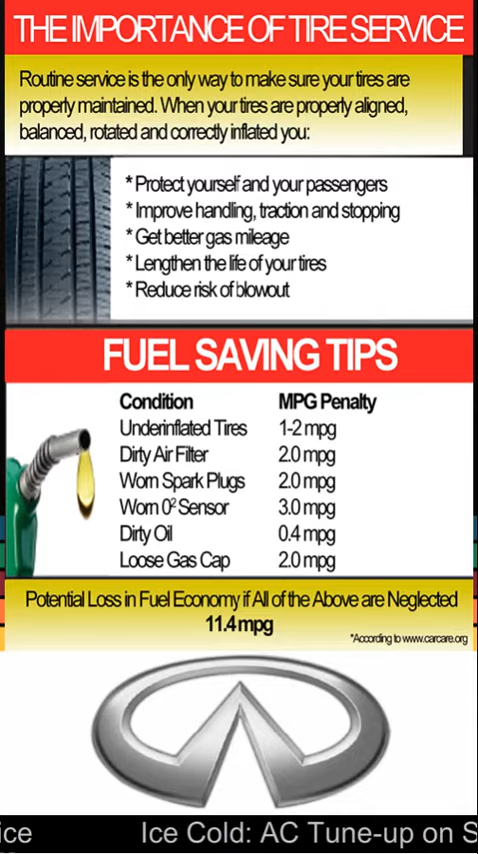 THE IMPORTANCE OF TIRE SERVICE
Routine service is the only way to make sure your tires are
properly maintained. When your tires are properly aligned,
balanced, rotated and correctly inflated you:
* Protect yourself and your passengers
* Improve handling, traction and stopping
* Get better gas mileage
* Lengthen the life of your tires
* Reduce risk of blowout
FUEL SAVING TIPS
Condition MPG Penalty
Underinflated Tires 1-2 mpg
Dirty Air Filter 2.0 mpg
Worn Spark Plugs 2.0 mpg
Worn 0² Sensor 3.0 mpg
Dirty Oil 0.4 mpg
Loose Gas Cap 2.0 mpg
Potential Loss in Fuel Economy if All of the Above are Neglected
11.4 mpg
*According to www.carcare.org
ice Ice Cold: AC Tune-up on S